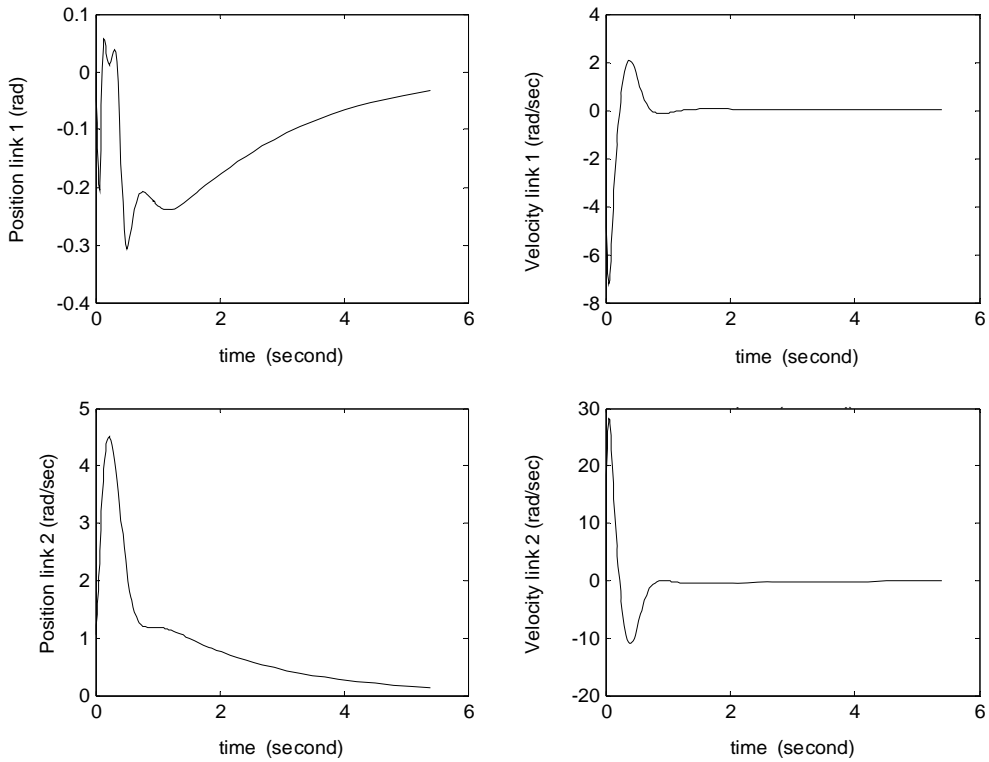 0.1
0
-0.1
-0.2
-0.3
-0.4
0 2 4 6
Position link 1 (rad)
time (second)
4
2
0
-2
-4
-6
-8
0 2 4 6
Velocity link 1 (rad/sec)
time (second)
5
4
3
2
1
0
0 2 4 6
Position link 2 (rad/sec)
time (second)
30
20
10
0
-10
-20
0 2 4 6
Velocity link 2 (rad/sec)
time (second)